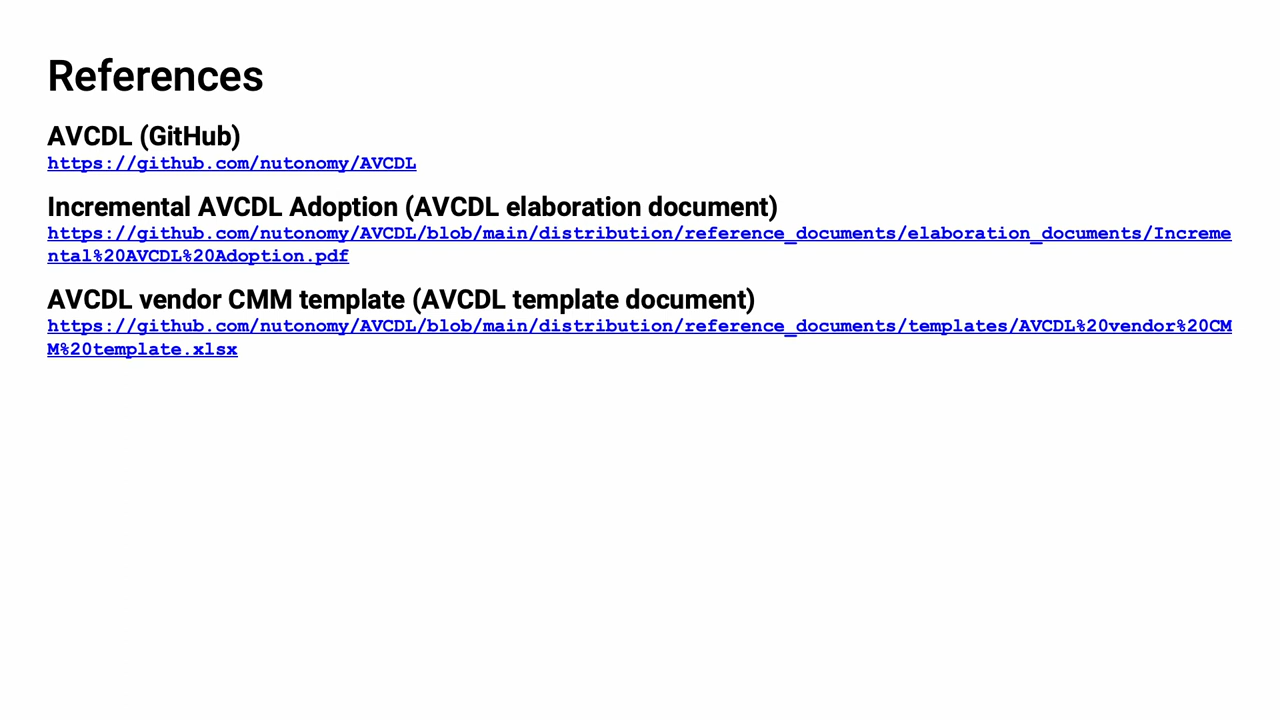 References
AVCDL (GitHub)
https://github.com/nutonomy/AVCDL
Incremental AVCDL Adoption (AVCDL elaboration document)
https://github.com/nutonomy/AVCDL/blob/main/distribution/reference_documents/elaboration_documents/Increme
ntal%20AVCDL%20Adoption.pdf
AVCDL vendor CMM template (AVCDL template document)
https://github.com/nutonomy/AVCDL/blob/main/distribution/reference_documents/templates/AVCDL%20vendor%20CM
M%20template.xlsx